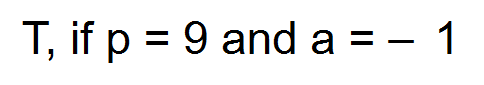 T, if p = 9 and a = – 1